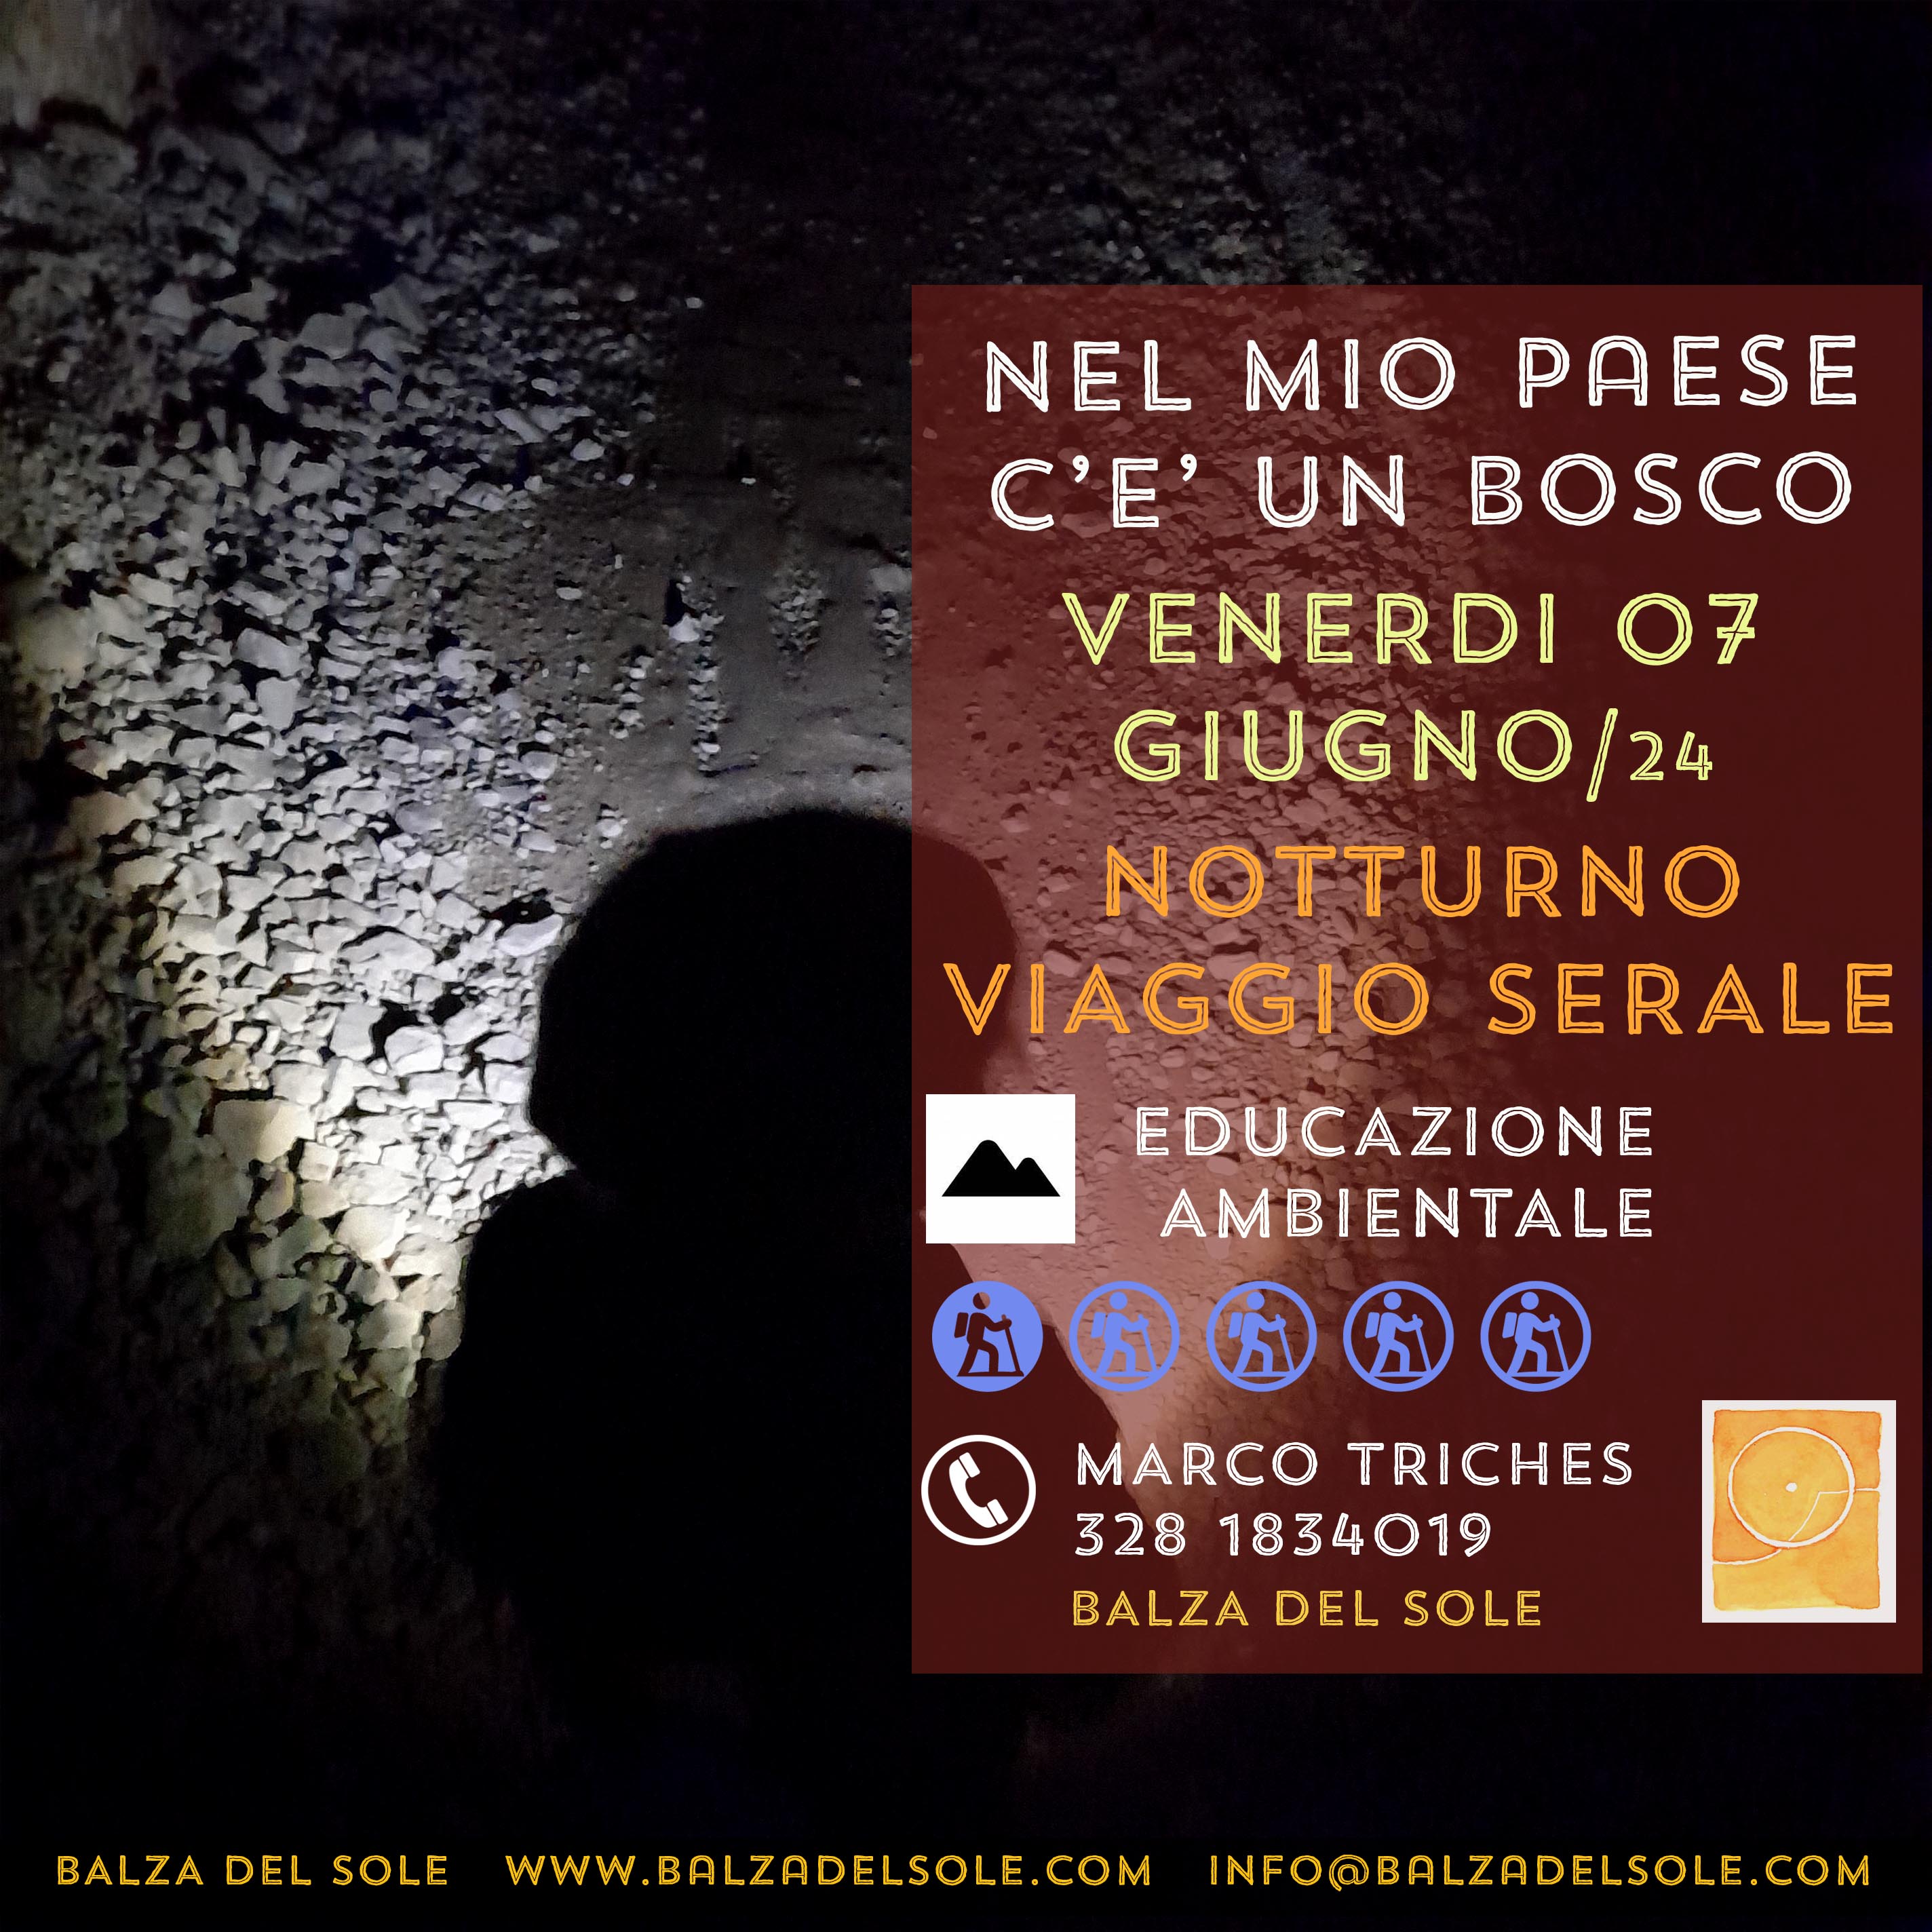 NEL MIO PAESE
C'E' UN BOSCO
VENERDI 07
GIUGNO/24
NOTTURNO
VIAGGIO SERALE
EDUCAZIONE
AMBIENTALE
MARCO TRICHES
328 1834019
BALZA DEL SOLE
BALZA DEL SOLE WWW.BALZADELSOLE.COM INFO@BALZADELSOLE.COM